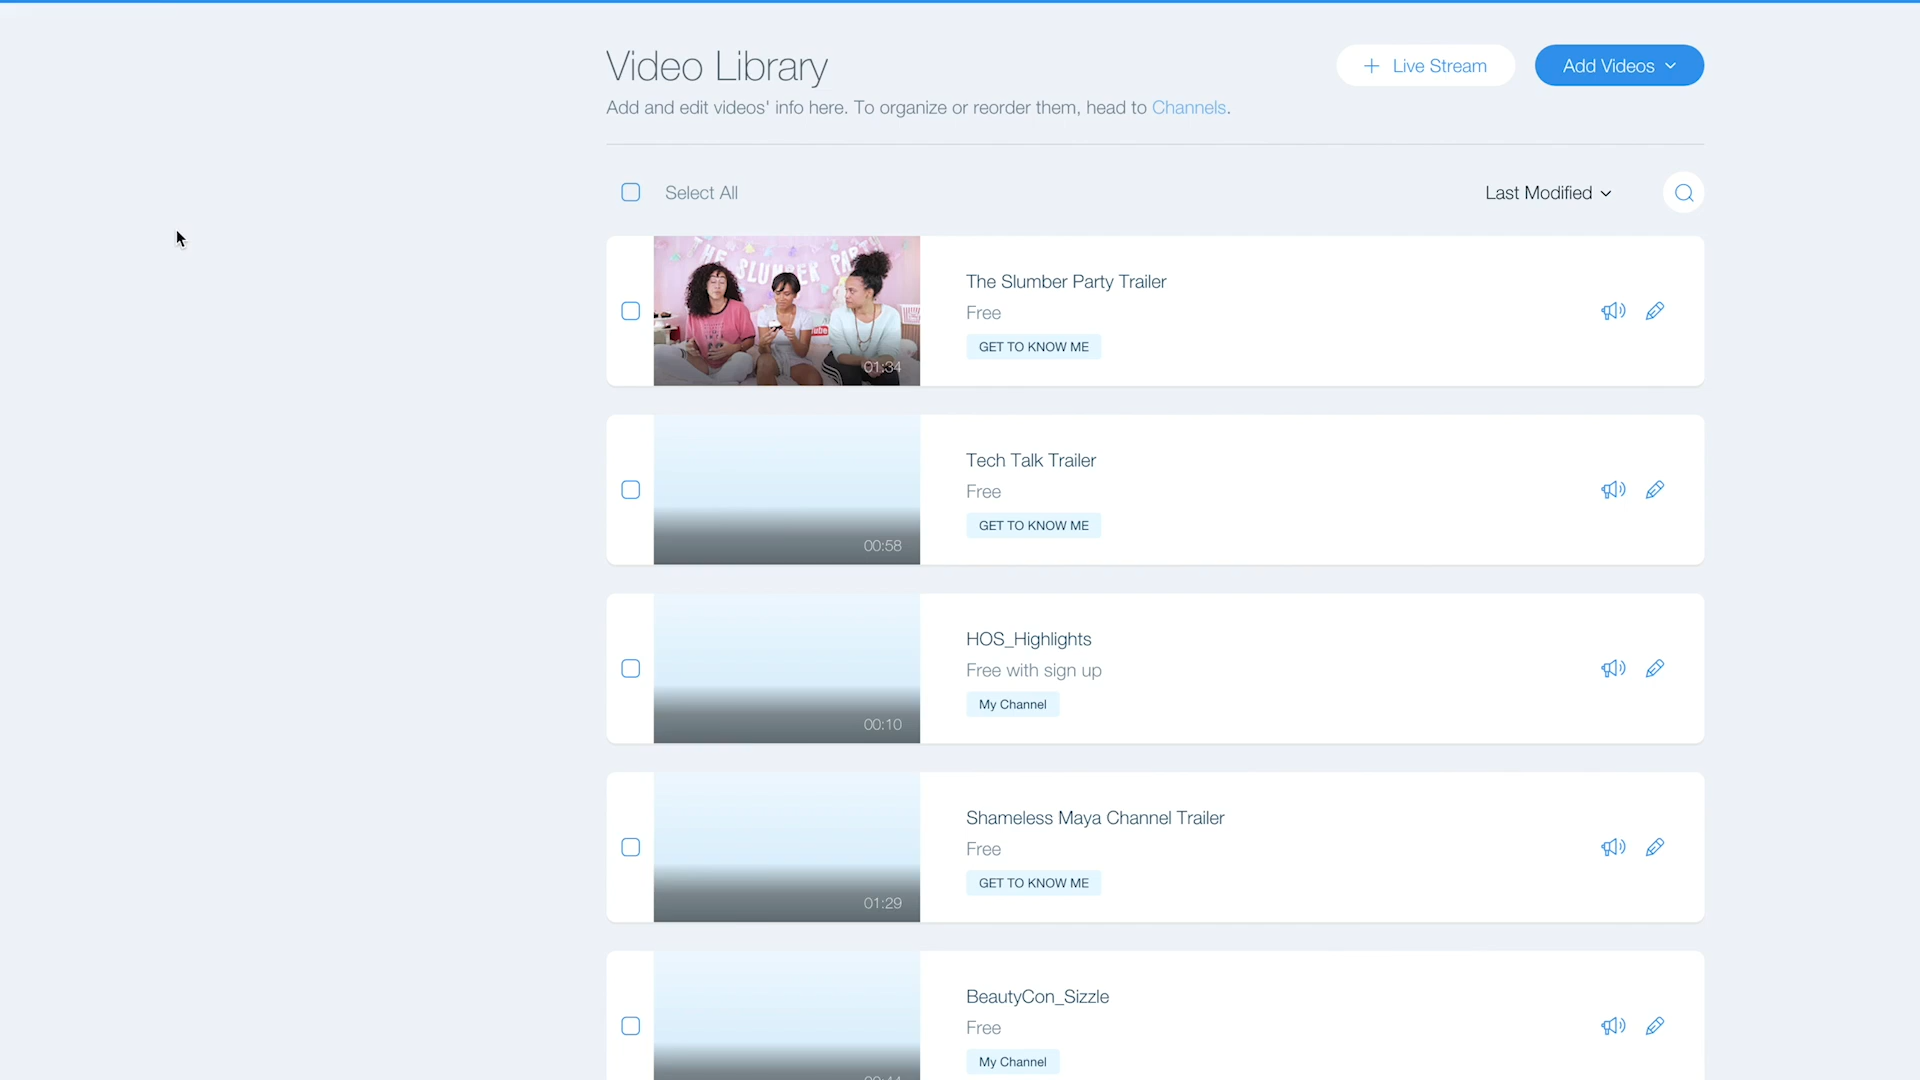 Video Library
Live Stream
Add Videos
Add and edit videos' info here. To organize or reorder them, head to Channels.
Select All
Last Modified
THE SLUMBER PARTY
01:34
The Slumber Party Trailer
Free
GET TO KNOW ME
00:58
Tech Talk Trailer
Free
GET TO KNOW ME
00:10
HOS_Highlights
Free with sign up
My Channel
01:29
Shameless Maya Channel Trailer
Free
GET TO KNOW ME
BeautyCon_Sizzle
Free
My Channel